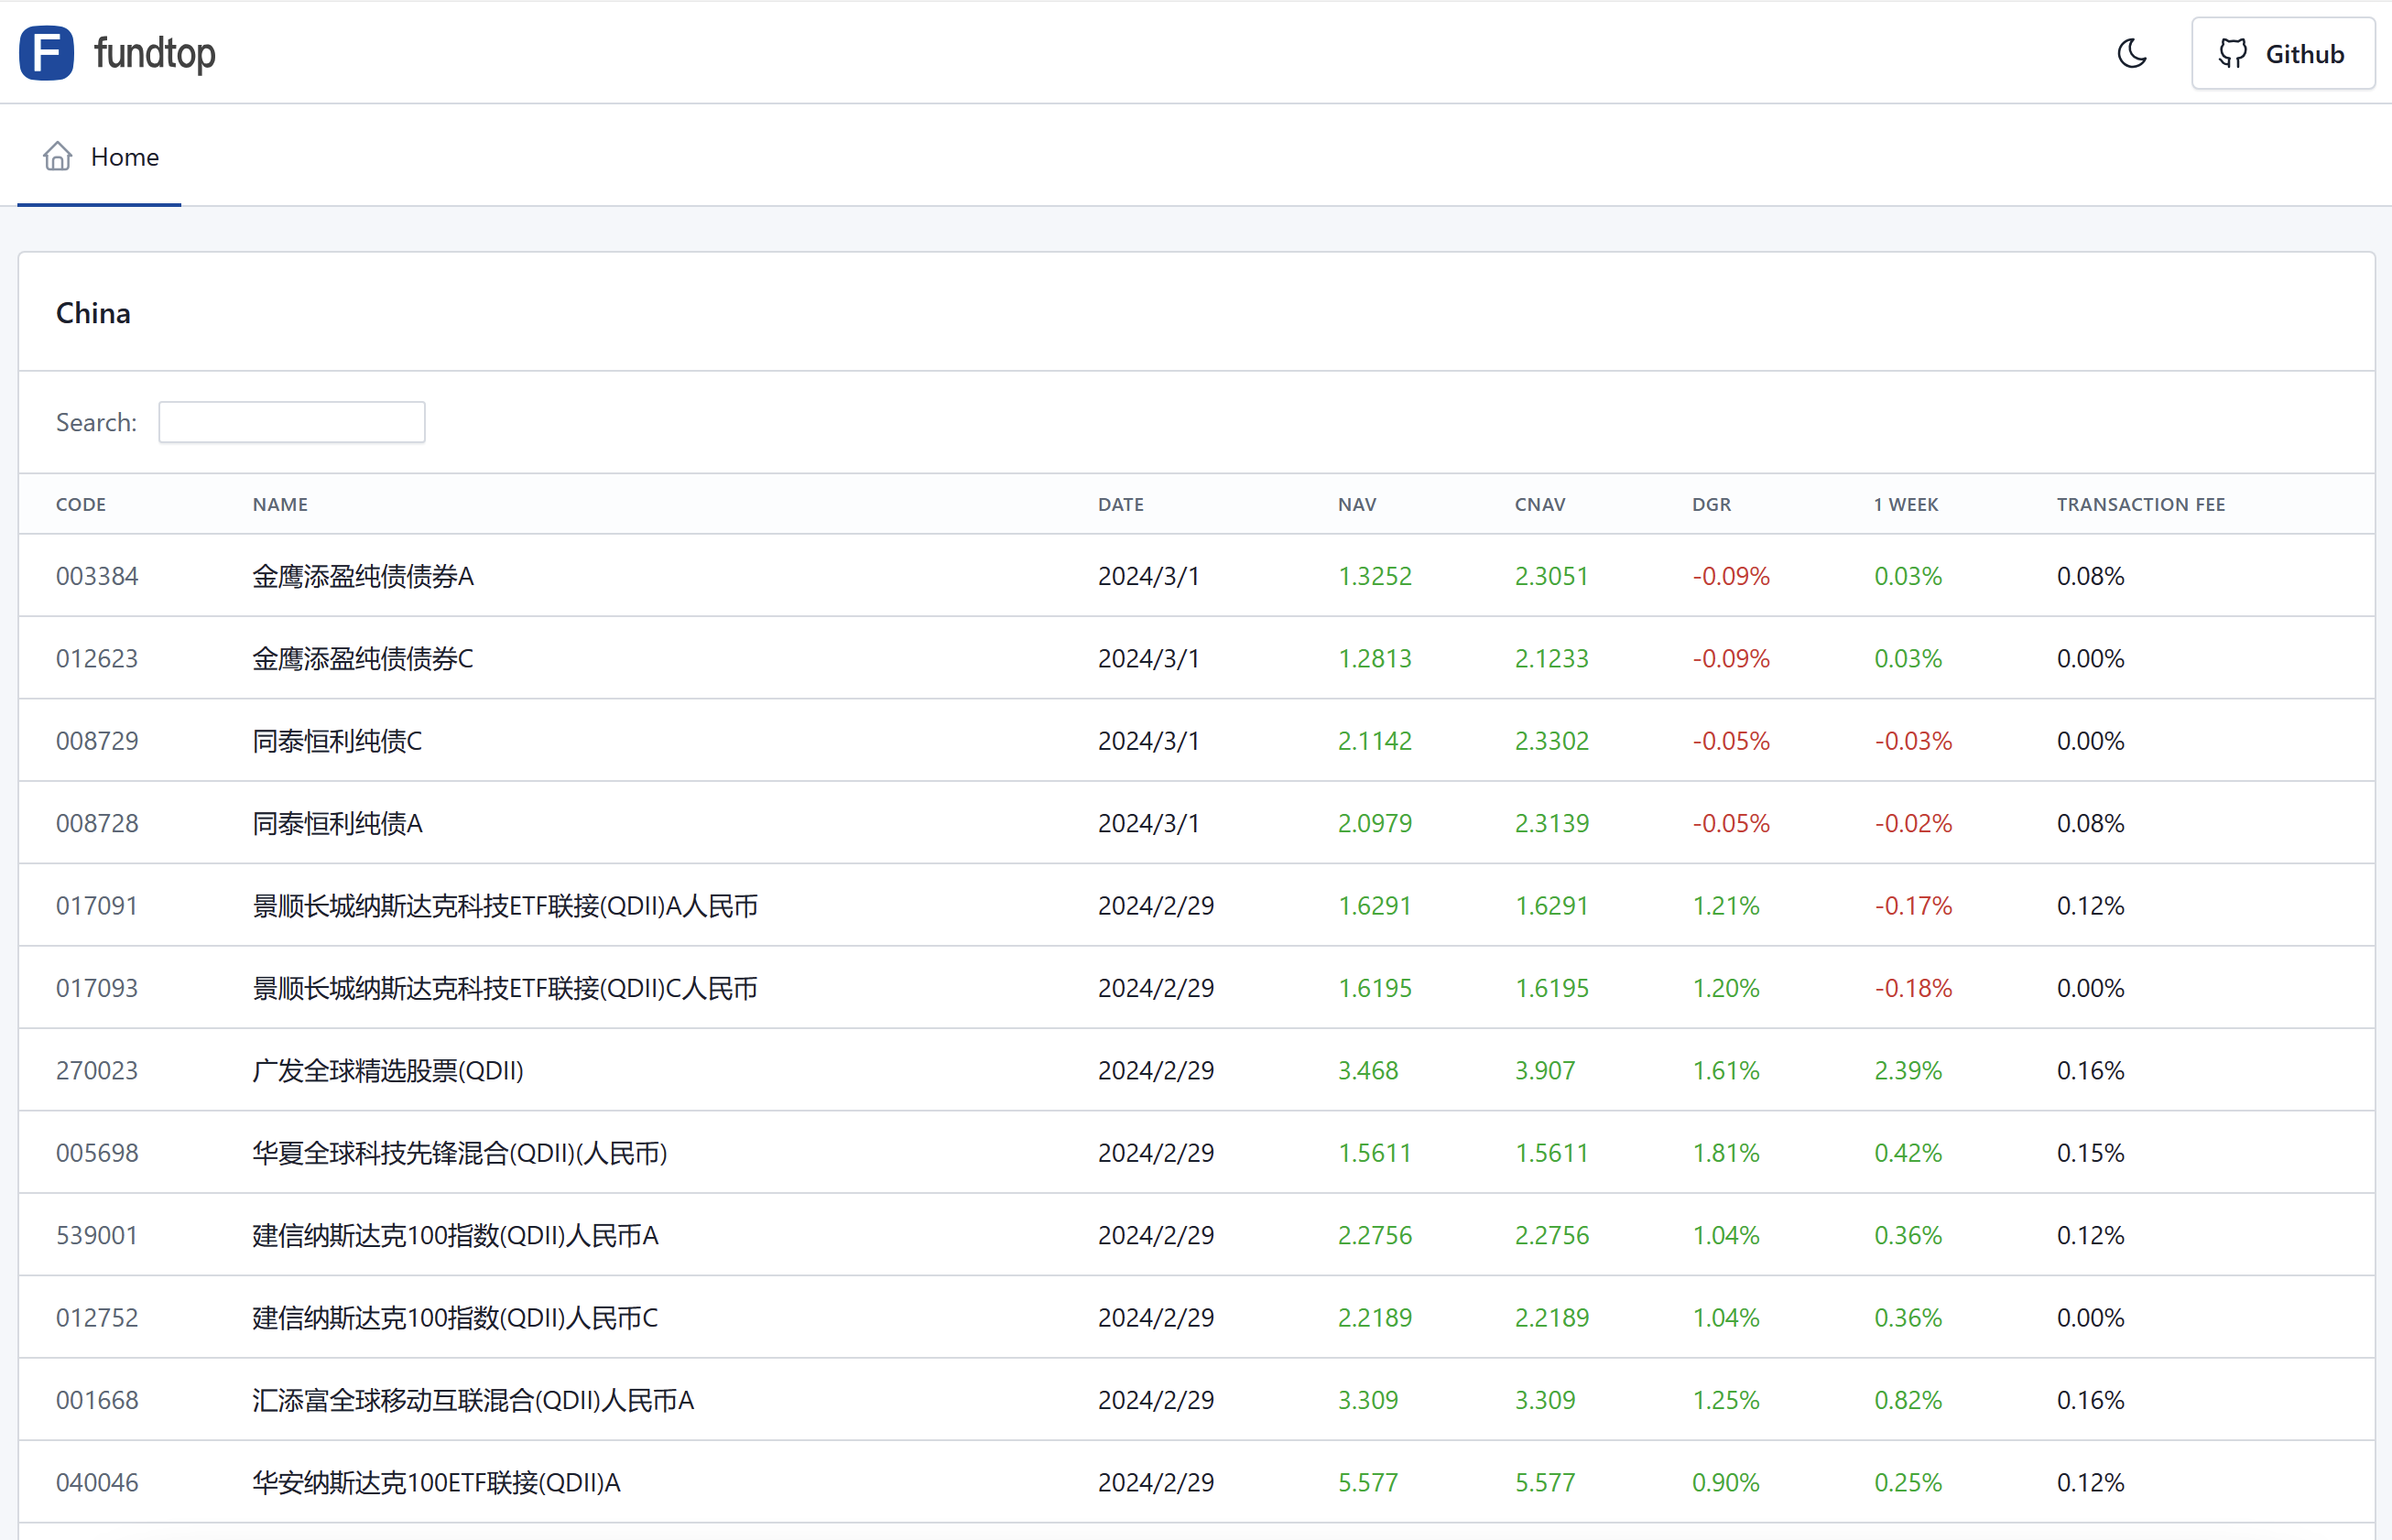 fundtop
Github
Home
China
Search:
CODE NAME DATE NAV CNAV DGR 1 WEEK TRANSACTION FEE
003384 金鹰添盈纯债债券A 2024/3/1 1.3252 2.3051 -0.09% 0.03% 0.08%
012623 金鹰添盈纯债债券C 2024/3/1 1.2813 2.1233 -0.09% 0.03% 0.00%
008729 同泰恒利纯债C 2024/3/1 2.1142 2.3302 -0.05% -0.03% 0.00%
008728 同泰恒利纯债A 2024/3/1 2.0979 2.3139 -0.05% -0.02% 0.08%
017091 景顺长城纳斯达克科技ETF联接(QDII)A人民币 2024/2/29 1.6291 1.6291 1.21% -0.17% 0.12%
017093 景顺长城纳斯达克科技ETF联接(QDII)C人民币 2024/2/29 1.6195 1.6195 1.20% -0.18% 0.00%
270023 广发全球精选股票(QDII) 2024/2/29 3.468 3.907 1.61% 2.39% 0.16%
005698 华夏全球科技先锋混合(QDII)(人民币) 2024/2/29 1.5611 1.5611 1.81% 0.42% 0.15%
539001 建信纳斯达克100指数(QDII)人民币A 2024/2/29 2.2756 2.2756 1.04% 0.36% 0.12%
012752 建信纳斯达克100指数(QDII)人民币C 2024/2/29 2.2189 2.2189 1.04% 0.36% 0.00%
001668 汇添富全球移动互联混合(QDII)人民币A 2024/2/29 3.309 3.309 1.25% 0.82% 0.16%
040046 华安纳斯达克100ETF联接(QDII)A 2024/2/29 5.577 5.577 0.90% 0.25% 0.12%